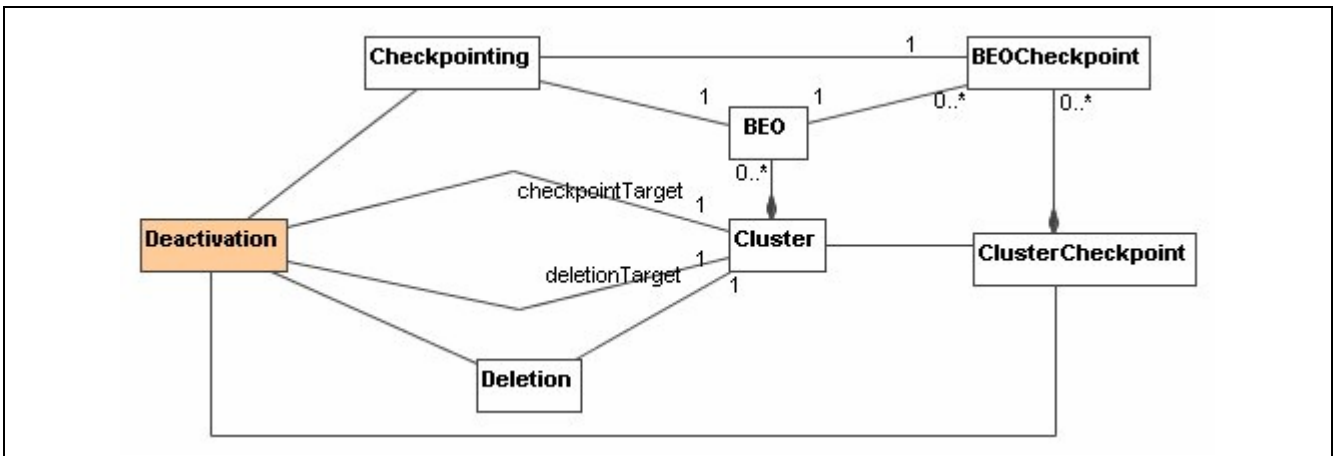 Checkpointing
1
BEOCheckpoint
1
1
0..*
0..*
BEO
0..*
checkpointTarget
1
Deactivation
Cluster
ClusterCheckpoint
deletionTarget
1
1
Deletion